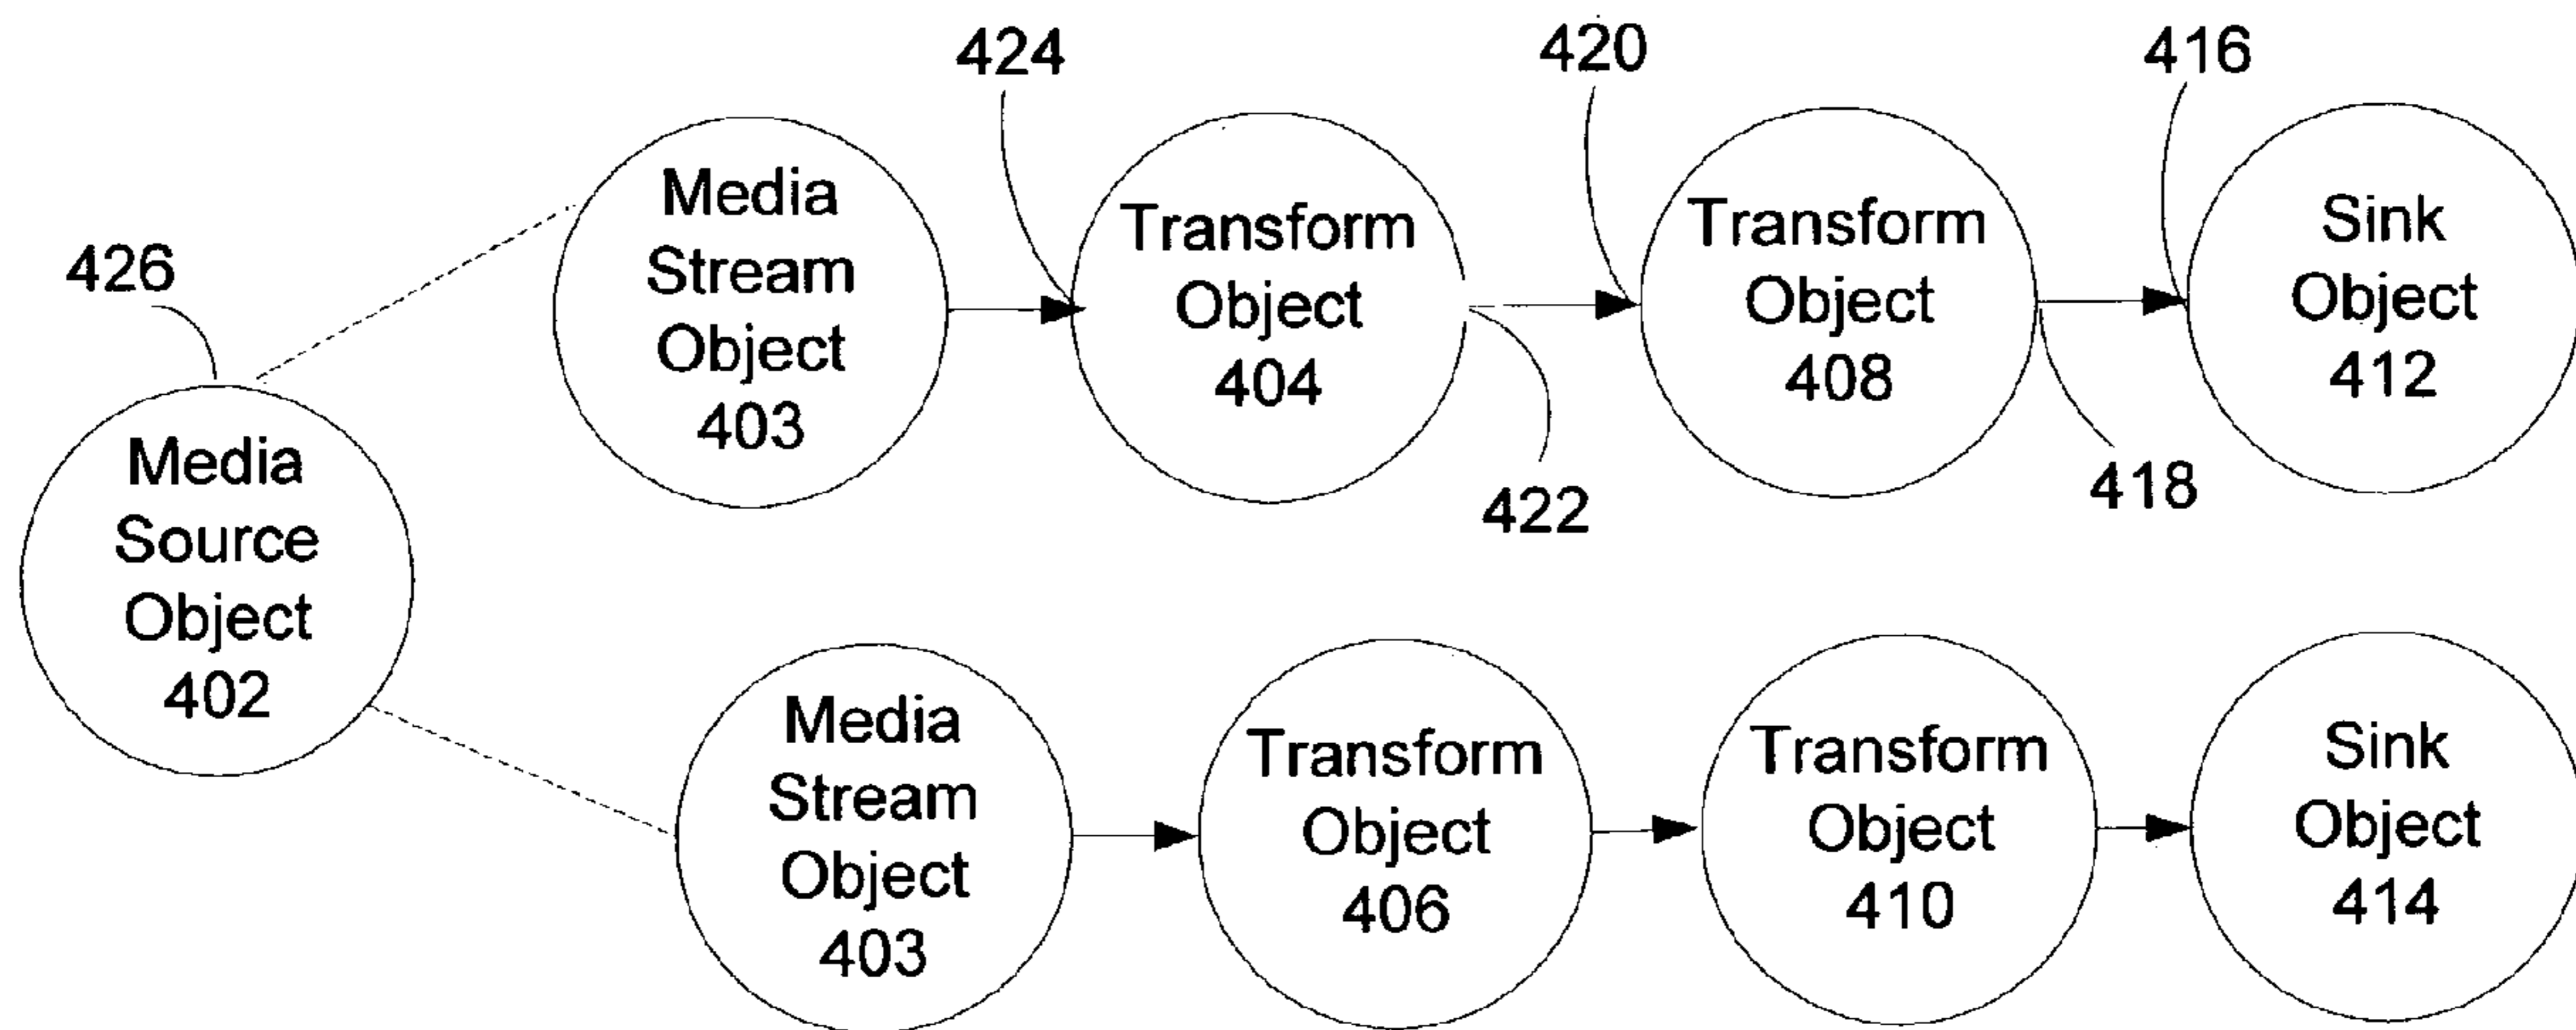 424
420
416
426
Media
Stream
Object
403
Transform
Object
404
Transform
Object
408
Sink
Object
412
422
418
Media
Source
Object
402
Media
Stream
Object
403
Transform
Object
406
Transform
Object
410
Sink
Object
414